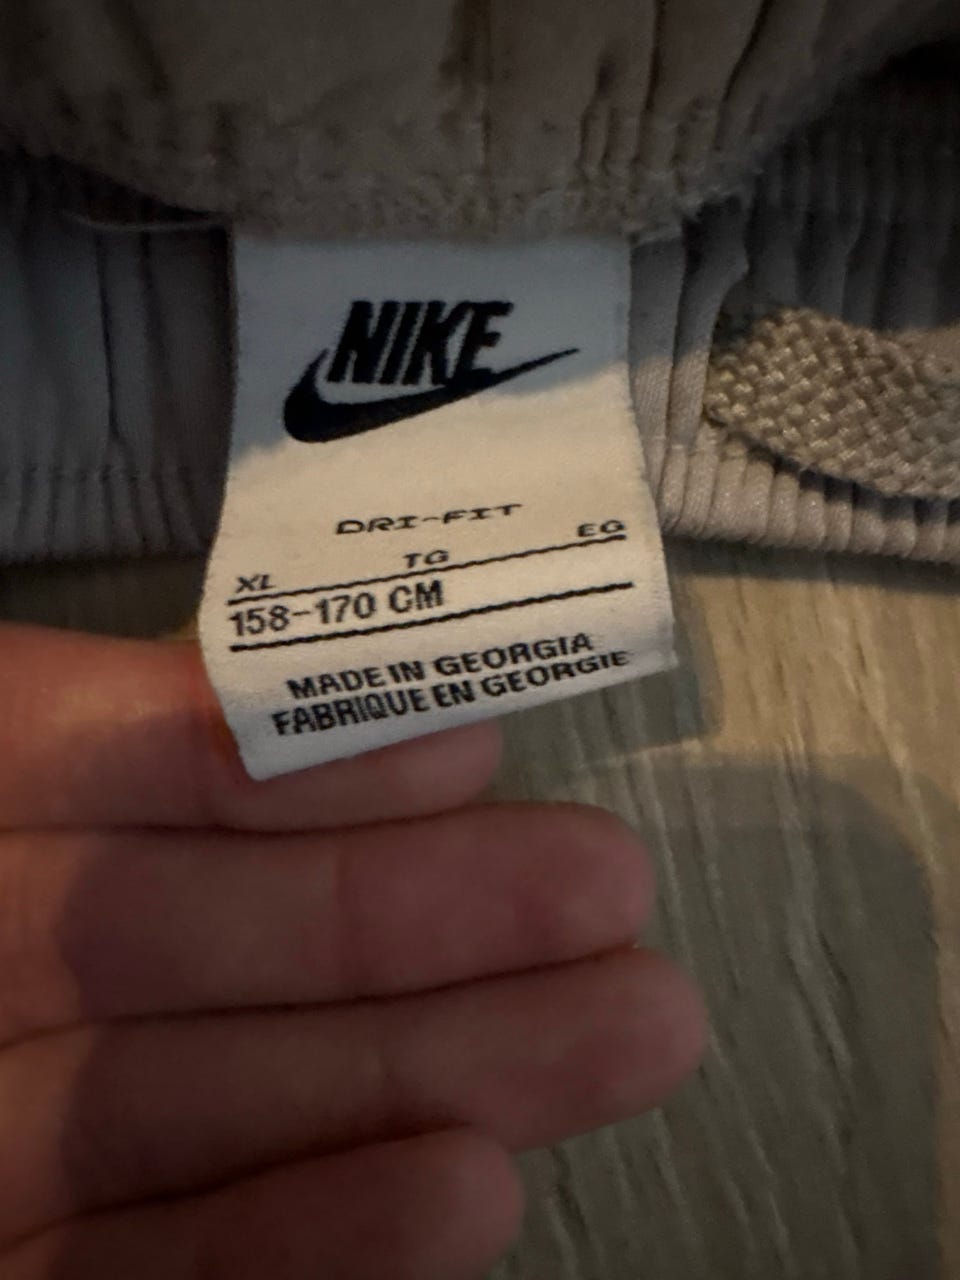 NIKE
DRI-FIT
XL TG EG
158-170 CM
MADE IN GEORGIA
FABRIQUE EN GEORGIE